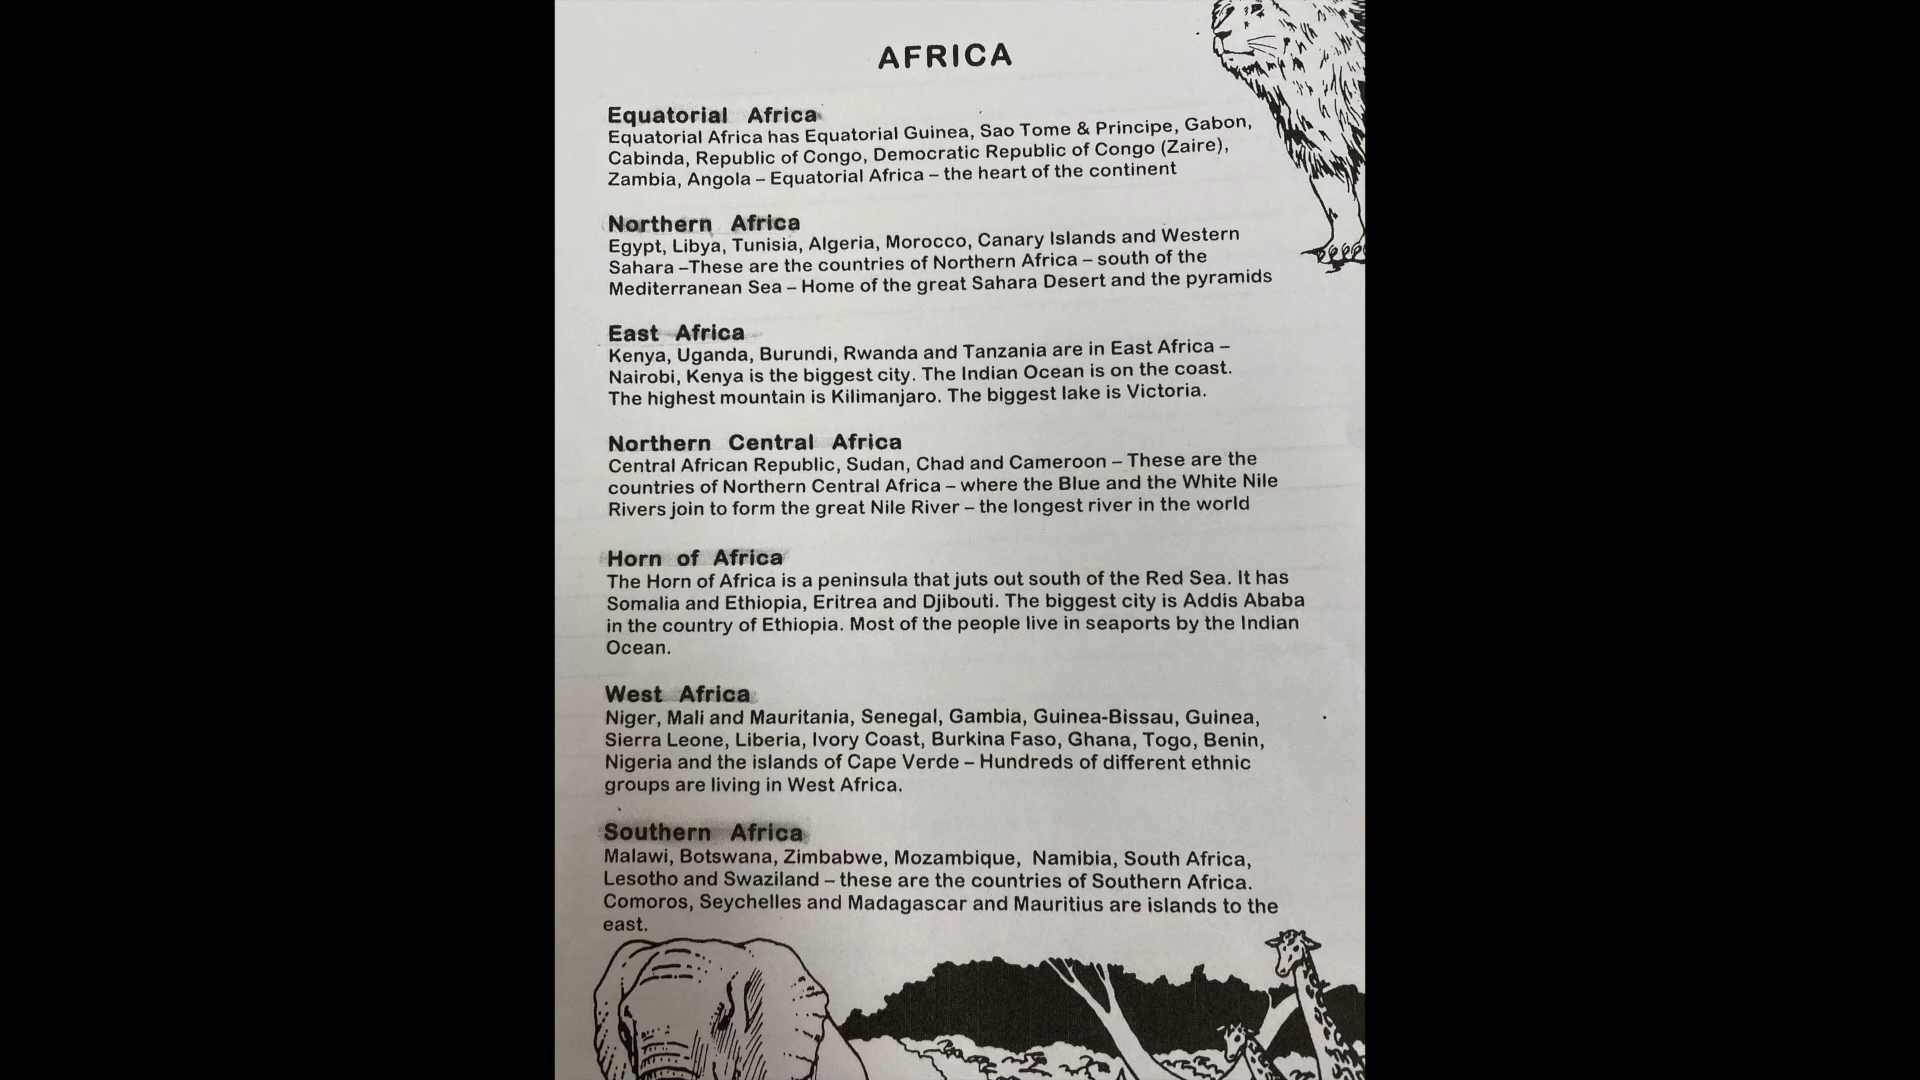 AFRICA
Equatorial Africa
Equatorial Africa has Equatorial Guinea, Sao Tome & Principe, Gabon,
Cabinda, Republic of Congo, Democratic Republic of Congo (Zaire),
Zambia, Angola – Equatorial Africa – the heart of the continent
Northern Africa
Egypt, Libya, Tunisia, Algeria, Morocco, Canary Islands and Western
Sahara –These are the countries of Northern Africa – south of the
Mediterranean Sea – Home of the great Sahara Desert and the pyramids
East Africa
Kenya, Uganda, Burundi, Rwanda and Tanzania are in East Africa –
Nairobi, Kenya is the biggest city. The Indian Ocean is on the coast.
The highest mountain is Kilimanjaro. The biggest lake is Victoria.
Northern Central Africa
Central African Republic, Sudan, Chad and Cameroon – These are the
countries of Northern Central Africa – where the Blue and the White Nile
Rivers join to form the great Nile River – the longest river in the world
Horn of Africa
The Horn of Africa is a peninsula that juts out south of the Red Sea. It has
Somalia and Ethiopia, Eritrea and Djibouti. The biggest city is Addis Ababa
in the country of Ethiopia. Most of the people live in seaports by the Indian
Ocean.
West Africa
Niger, Mali and Mauritania, Senegal, Gambia, Guinea-Bissau, Guinea,
Sierra Leone, Liberia, Ivory Coast, Burkina Faso, Ghana, Togo, Benin,
Nigeria and the islands of Cape Verde – Hundreds of different ethnic
groups are living in West Africa.
Southern Africa
Malawi, Botswana, Zimbabwe, Mozambique, Namibia, South Africa,
Lesotho and Swaziland – these are the countries of Southern Africa.
Comoros, Seychelles and Madagascar and Mauritius are islands to the
east.